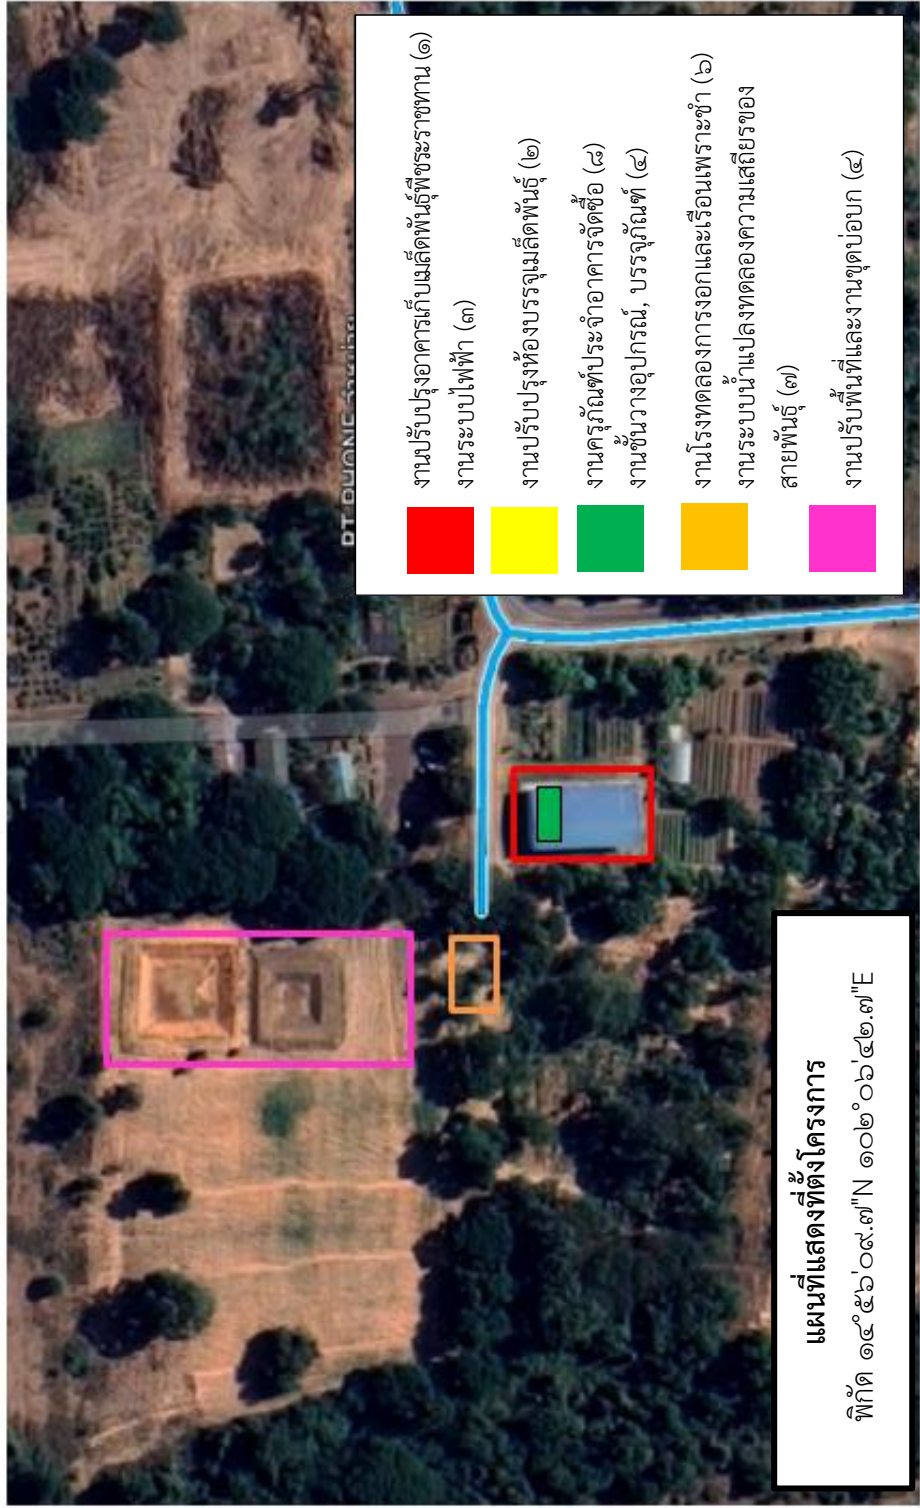 งานปรับปรุงอาคารเก็บเมล็ดพันธุ์พืชพระราชทาน (๑)
งานระบบไฟฟ้า (๓)
งานปรับปรุงห้องบรรจุเมล็ดพันธุ์ (๒)
งานครุภัณฑ์ประจำอาคารจัดซื้อ (๘)
งานชั้นวางอุปกรณ์, บรรจุภัณฑ์ (๔)
งานโรงทดลองการงอกและเรือนเพราะชำ (๖)
งานระบบน้ำแปลงทดลองความเสถียรของ
สายพันธุ์ (๗)
งานปรับพื้นที่และงานขุดบ่อบก (๕)
PT PHONE
แผนที่แสดงที่ตั้งโครงการ
พิกัด ๑๔°๕๖'๐๙.๗"N ๑๐๒°๐๖'๔๒.๗"E